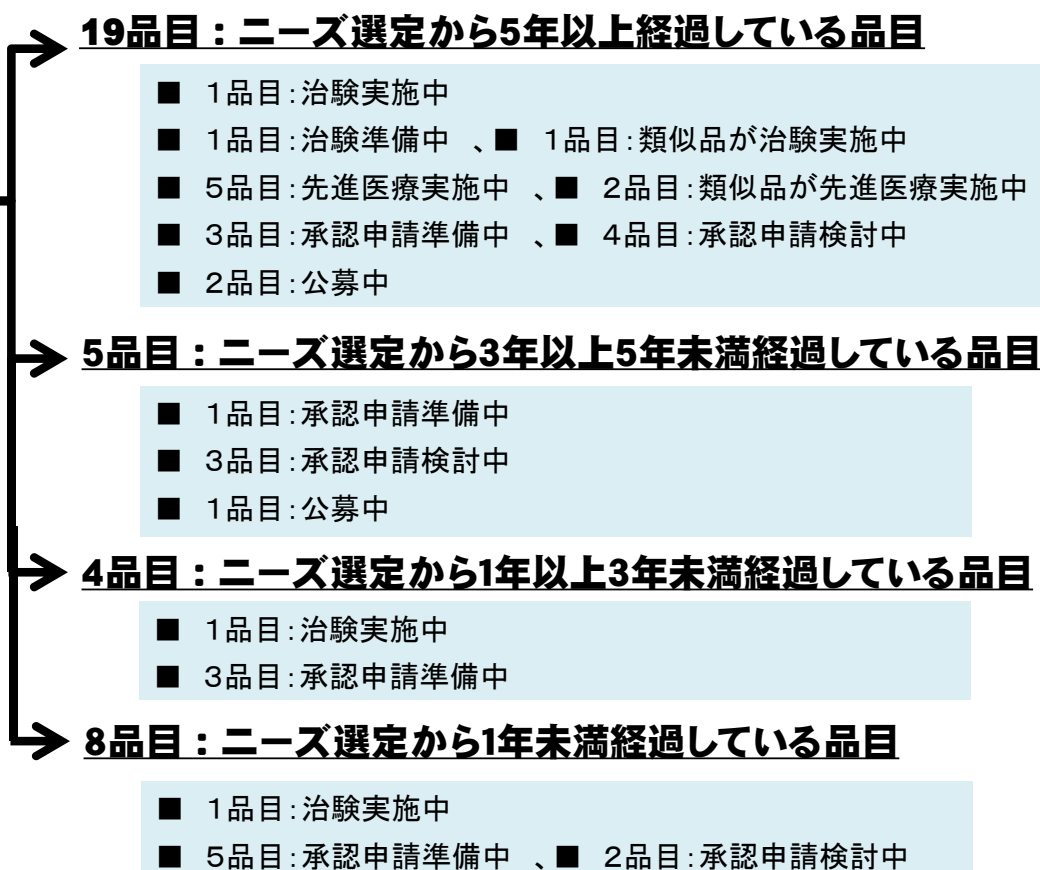 19品目：ニーズ選定から5年以上経過している品目
■ 1品目：治験実施中
■ 1品目：治験準備中 、■ 1品目：類似品が治験実施中
■ 5品目：先進医療実施中 、■ 2品目：類似品が先進医療実施中
■ 3品目：承認申請準備中 、■ 4品目：承認申請検討中
■ 2品目：公募中
5品目：ニーズ選定から3年以上5年未満経過している品目
■ 1品目：承認申請準備中
■ 3品目：承認申請検討中
■ 1品目：公募中
4品目：ニーズ選定から1年以上3年未満経過している品目
■ 1品目：治験実施中
■ 3品目：承認申請準備中
8品目：ニーズ選定から1年未満経過している品目
■ 1品目：治験実施中
■ 5品目：承認申請準備中 、■ 2品目：承認申請検討中